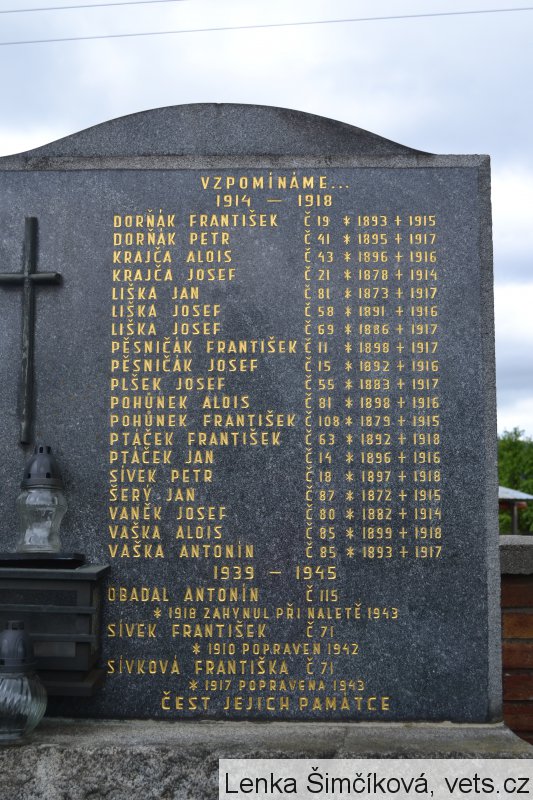 VZPOMÍNÁME...
1914 — 1918
DORŇÁK FRANTIŠEK Č 19 * 1893 + 1915
DORŇÁK PETR Č 41 * 1895 + 1917
KRAJČA ALOIS Č 43 * 1896 + 1916
KRAJČA JOSEF Č 21 * 1878 + 1914
LIŠKA JAN Č 81 * 1873 + 1917
LIŠKA JOSEF Č 58 * 1891 + 1916
LIŠKA JOSEF Č 69 * 1886 + 1917
PĚSNIČÁK FRANTIŠEK Č 11 * 1898 + 1917
PĚSNIČÁK JOSEF Č 15 * 1892 + 1916
PLŠEK JOSEF Č 55 * 1883 + 1917
POHŮNEK ALOIS Č 81 * 1898 + 1916
POHŮNEK FRANTIŠEK Č 108 * 1879 + 1915
PTÁČEK FRANTIŠEK Č 63 * 1892 + 1918
PTÁČEK JAN Č 14 * 1896 + 1916
SÍVEK PETR Č 18 * 1897 + 1918
ŠERÝ JAN Č 87 * 1872 + 1915
VANĚK JOSEF Č 80 * 1882 + 1914
VAŠKA ALOIS Č 85 * 1899 + 1918
VAŠKA ANTONÍN Č 85 * 1893 + 1917
1939 — 1945
OBADAL ANTONÍN Č 115
* 1918 ZAHYNUL PŘI NALETĚ 1943
SÍVEK FRANTIŠEK Č 71
* 1910 POPRAVEN 1942
SÍVKOVÁ FRANTIŠKA Č 71
* 1917 POPRAVENA 1943
ČEST JEJICH PAMÁTCE
Lenka Šimčíková, vets.cz